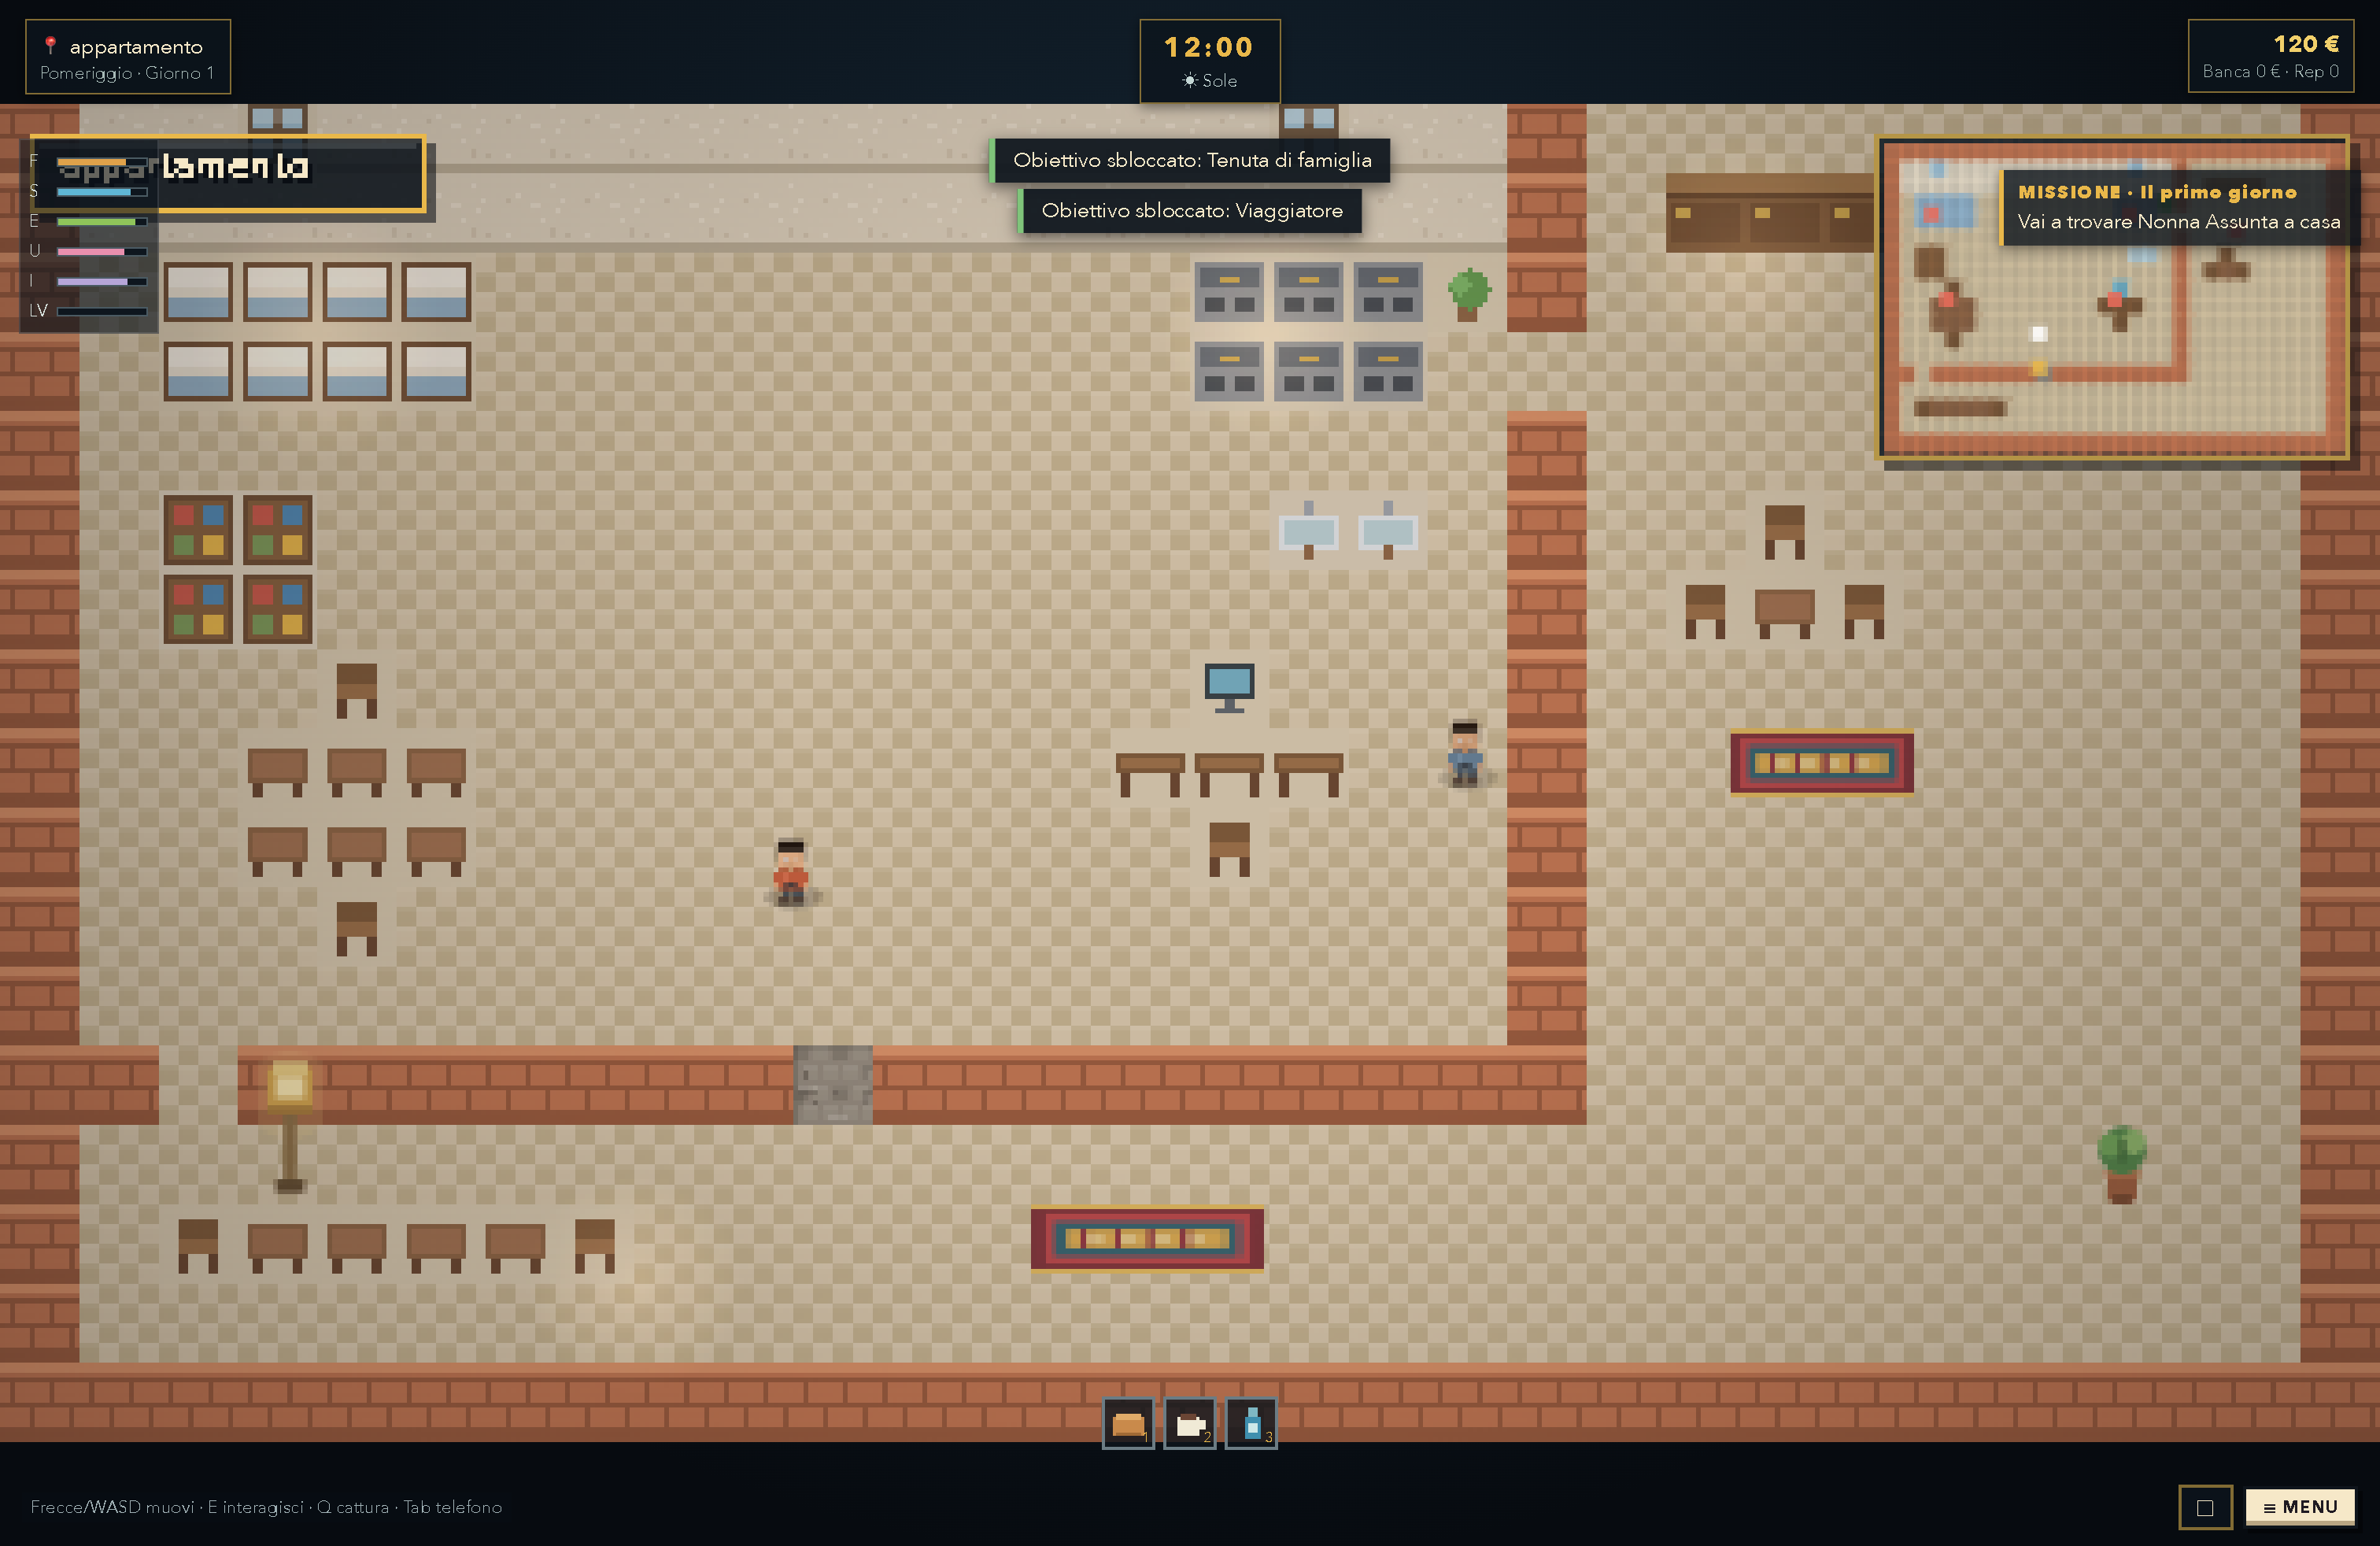 📍 appartamento
Pomeriggio · Giorno 1
12:00
☀ Sole
120 €
Banca 0 € · Rep 0
appartamento
F
S
E
U
I
LV
Obiettivo sbloccato: Tenuta di famiglia
Obiettivo sbloccato: Viaggiatore
MISSIONE · Il primo giorno
Vai a trovare Nonna Assunta a casa
1
2
3
Frecce/WASD muovi · E interagisci · Q cattura · Tab telefono
≡ MENU